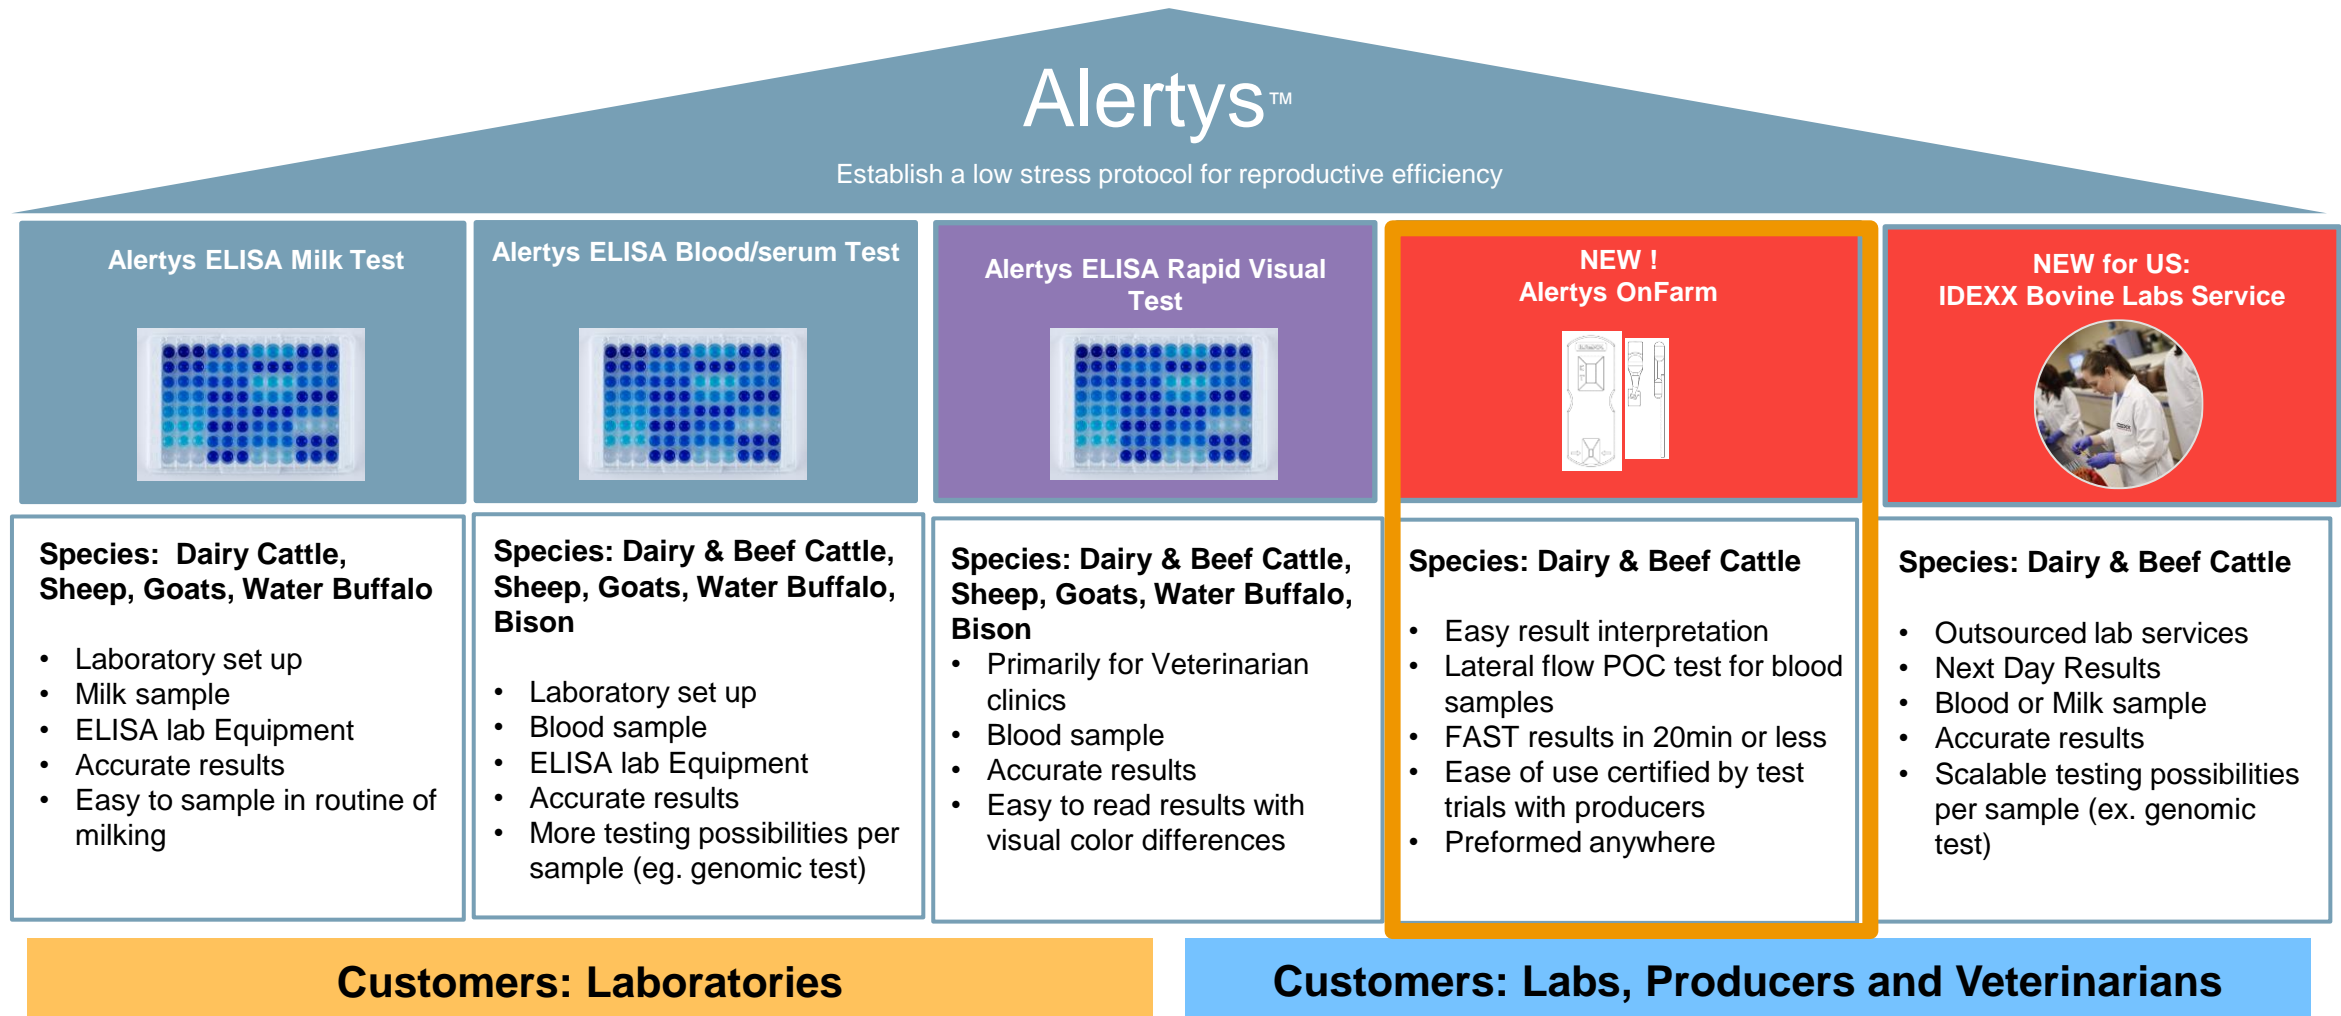 Alertys™
Establish a low stress protocol for reproductive efficiency
Alertys ELISA Milk Test
Species: Dairy Cattle,
Sheep, Goats, Water Buffalo
• Laboratory set up
• Milk sample
• ELISA lab Equipment
• Accurate results
• Easy to sample in routine of
milking
Alertys ELISA Blood/serum Test
Species: Dairy & Beef Cattle,
Sheep, Goats, Water Buffalo,
Bison
• Laboratory set up
• Blood sample
• ELISA lab Equipment
• Accurate results
• More testing possibilities per
sample (eg. genomic test)
Alertys ELISA Rapid Visual
Test
Species: Dairy & Beef Cattle,
Sheep, Goats, Water Buffalo,
Bison
• Primarily for Veterinarian
clinics
• Blood sample
• Accurate results
• Easy to read results with
visual color differences
NEW !
Alertys OnFarm
C
T
Species: Dairy & Beef Cattle
• Easy result interpretation
• Lateral flow POC test for blood
samples
• FAST results in 20min or less
• Ease of use certified by test
trials with producers
• Preformed anywhere
NEW for US:
IDEXX Bovine Labs Service
Species: Dairy & Beef Cattle
• Outsourced lab services
• Next Day Results
• Blood or Milk sample
• Accurate results
• Scalable testing possibilities
per sample (ex. genomic
test)
Customers: Laboratories
Customers: Labs, Producers and Veterinarians